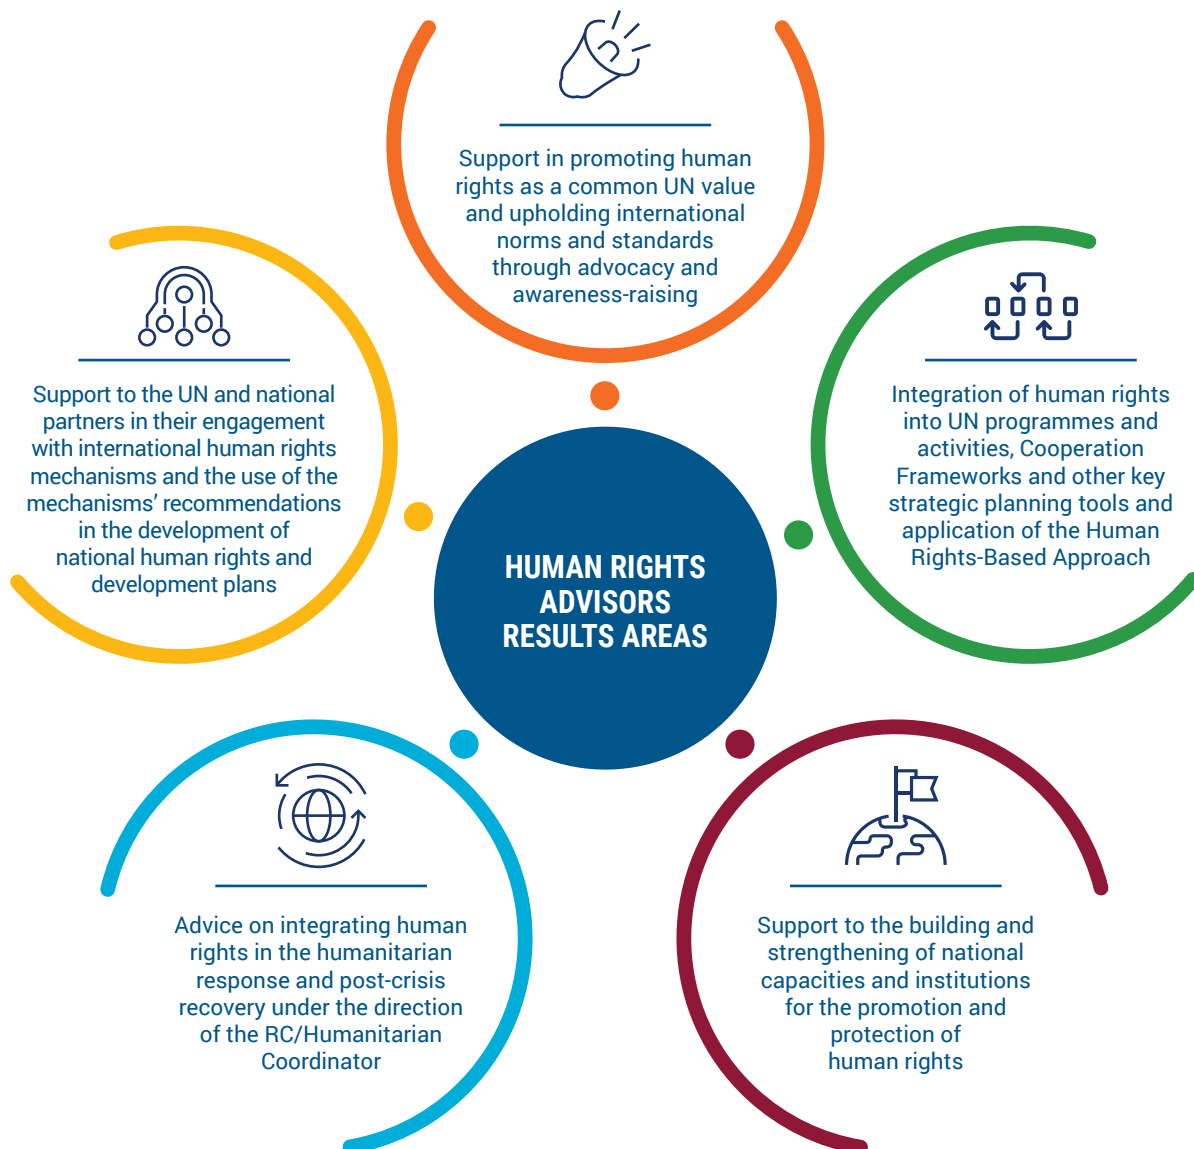 Support in promoting human
rights as a common UN value
and upholding international
norms and standards
through advocacy and
awareness-raising
Support to the UN and national
partners in their engagement
with international human rights
mechanisms and the use of the
mechanisms’ recommendations
in the development of
national human rights and
development plans
Integration of human rights
into UN programmes and
activities, Cooperation
Frameworks and other key
strategic planning tools and
application of the Human
Rights-Based Approach
HUMAN RIGHTS
ADVISORS
RESULTS AREAS
Advice on integrating human
rights in the humanitarian
response and post-crisis
recovery under the direction
of the RC/Humanitarian
Coordinator
Support to the building and
strengthening of national
capacities and institutions
for the promotion and
protection of
human rights